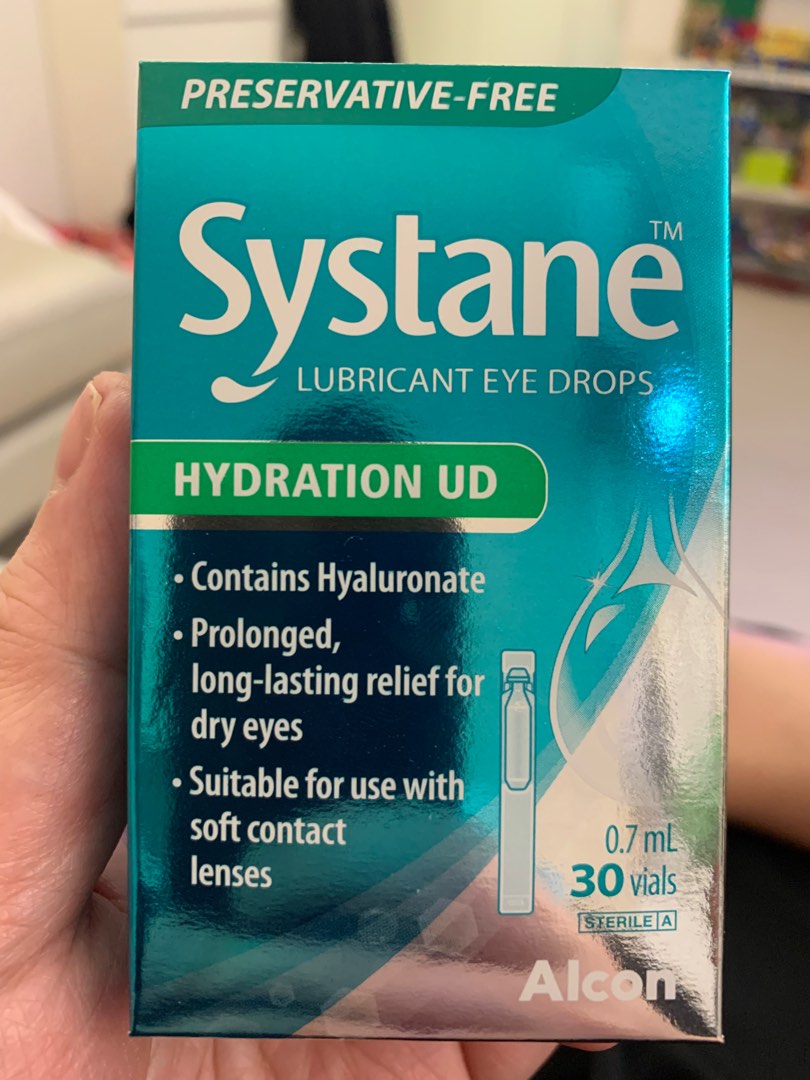 PRESERVATIVE-FREE
Systane™
LUBRICANT EYE DROPS
HYDRATION UD
• Contains Hyaluronate
• Prolonged,
long-lasting relief for
dry eyes
• Suitable for use with
soft contact
lenses
0.7 mL
30 vials
STERILE A
Alcon